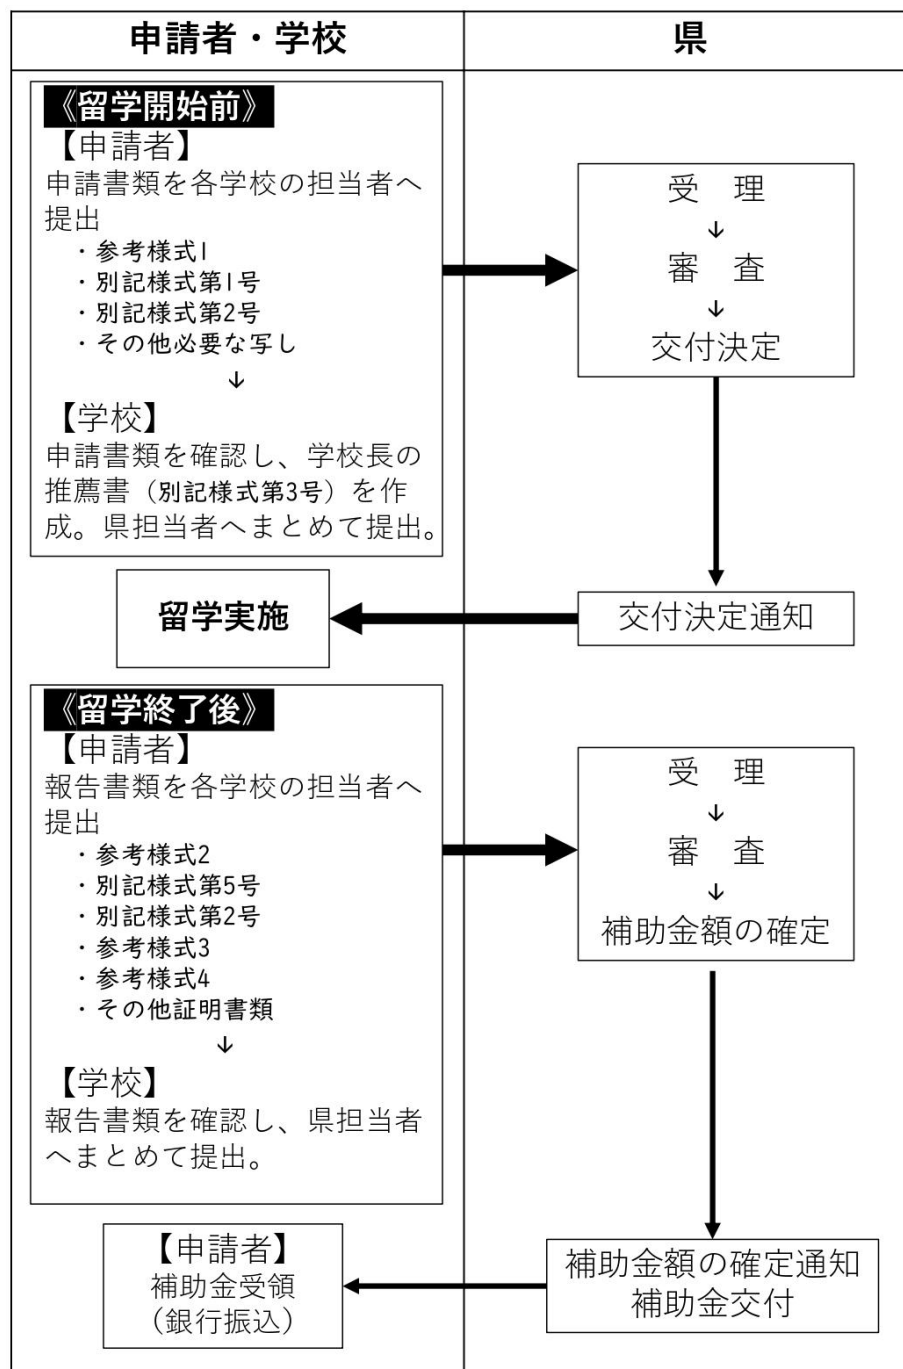 申請者・学校
県
《留学開始前》
【申請者】
申請書類を各学校の担当者へ
提出
・参考様式1
・別記様式第1号
・別記様式第2号
・その他必要な写し
↓
【学校】
申請書類を確認し、学校長の
推薦書（別記様式第3号）を作
成。県担当者へまとめて提出。
受　理
↓
審　査
↓
交付決定
交付決定通知
留学実施
《留学終了後》
【申請者】
報告書類を各学校の担当者へ
提出
・参考様式2
・別記様式第5号
・別記様式第2号
・参考様式3
・参考様式4
・その他証明書類
↓
【学校】
報告書類を確認し、県担当者
へまとめて提出。
受　理
↓
審　査
↓
補助金額の確定
補助金額の確定通知
補助金交付
【申請者】
補助金受領
（銀行振込）